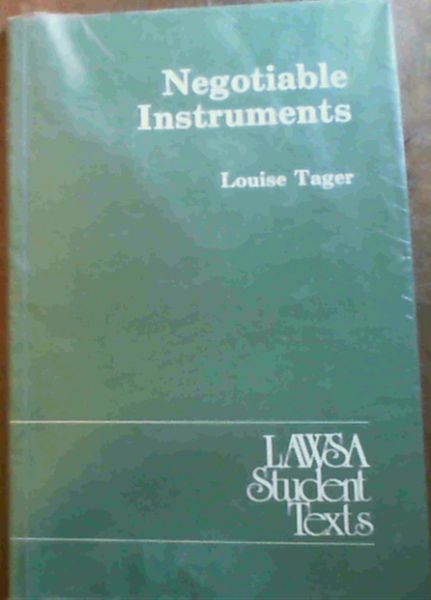 Negotiable
Instruments
Louise Tager
LAWSA
Student
Texts